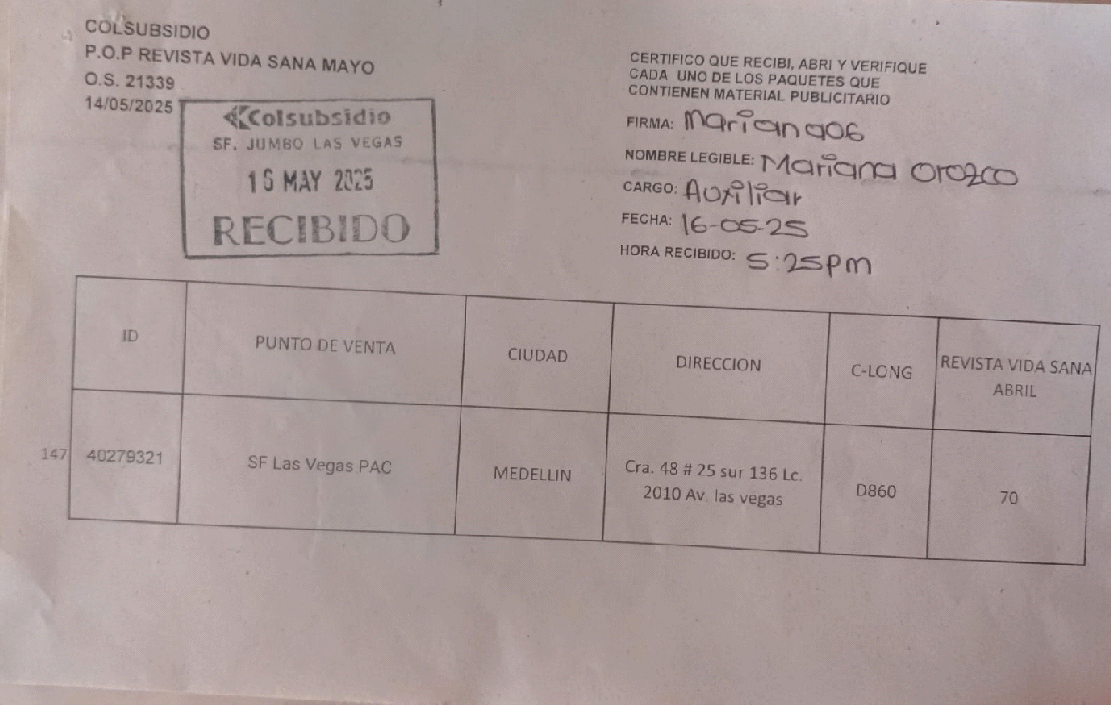 COLSUBSIDIO
P.O.P REVISTA VIDA SANA MAYO
O.S. 21339
14/05/2025
Colsubsidio
SF. JUMBO LAS VEGAS
16 MAY 2025
RECIBIDO
CERTIFICO QUE RECIBI, ABRI Y VERIFIQUE
CADA UNO DE LOS PAQUETES QUE
CONTIENEN MATERIAL PUBLICITARIO
FIRMA: Marianao6
NOMBRE LEGIBLE: Mariana Orozco
CARGO: Auxiliar
FECHA: 16-05-25
HORA RECIBIDO: 5:25pm
ID
PUNTO DE VENTA
CIUDAD
DIRECCION
C-LONG
REVISTA VIDA SANA
ABRIL
147
40279321
SF Las Vegas PAC
MEDELLIN
Cra. 48 # 25 sur 136 Lc.
2010 Av. las vegas
D860
70